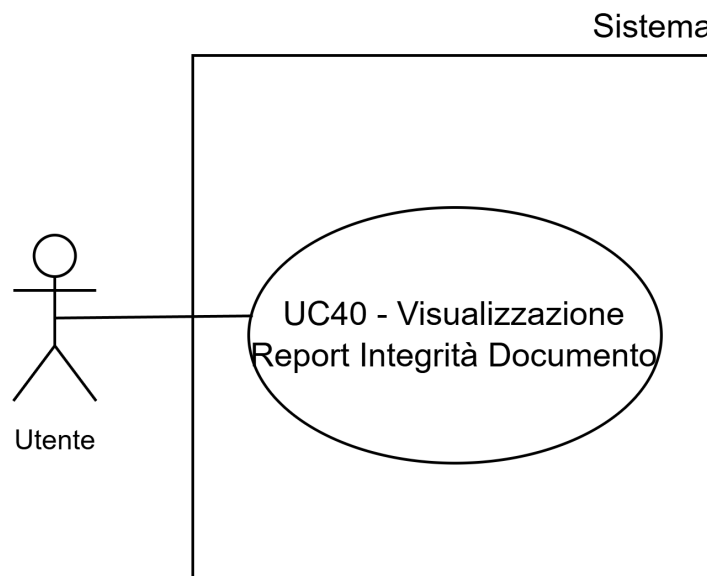 Sistema
UC40 - Visualizzazione
Report Integrità Documento
Utente